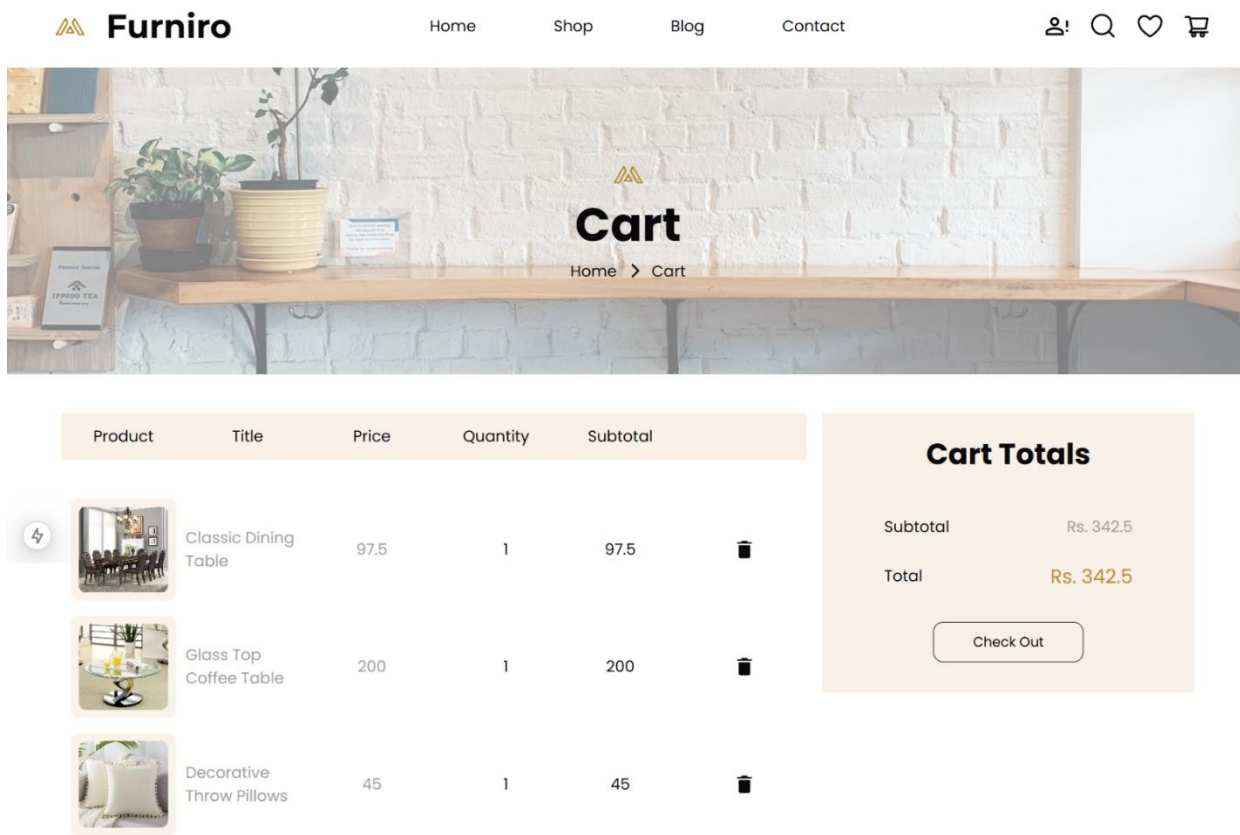 Furniro
Home Shop Blog Contact
Cart
Home > Cart
IPPODO TEA
Product Title Price Quantity Subtotal
Classic Dining
Table
97.5 1 97.5
Glass Top
Coffee Table
200 1 200
Decorative
Throw Pillows
45 1 45
Cart Totals
Subtotal Rs. 342.5
Total Rs. 342.5
Check Out